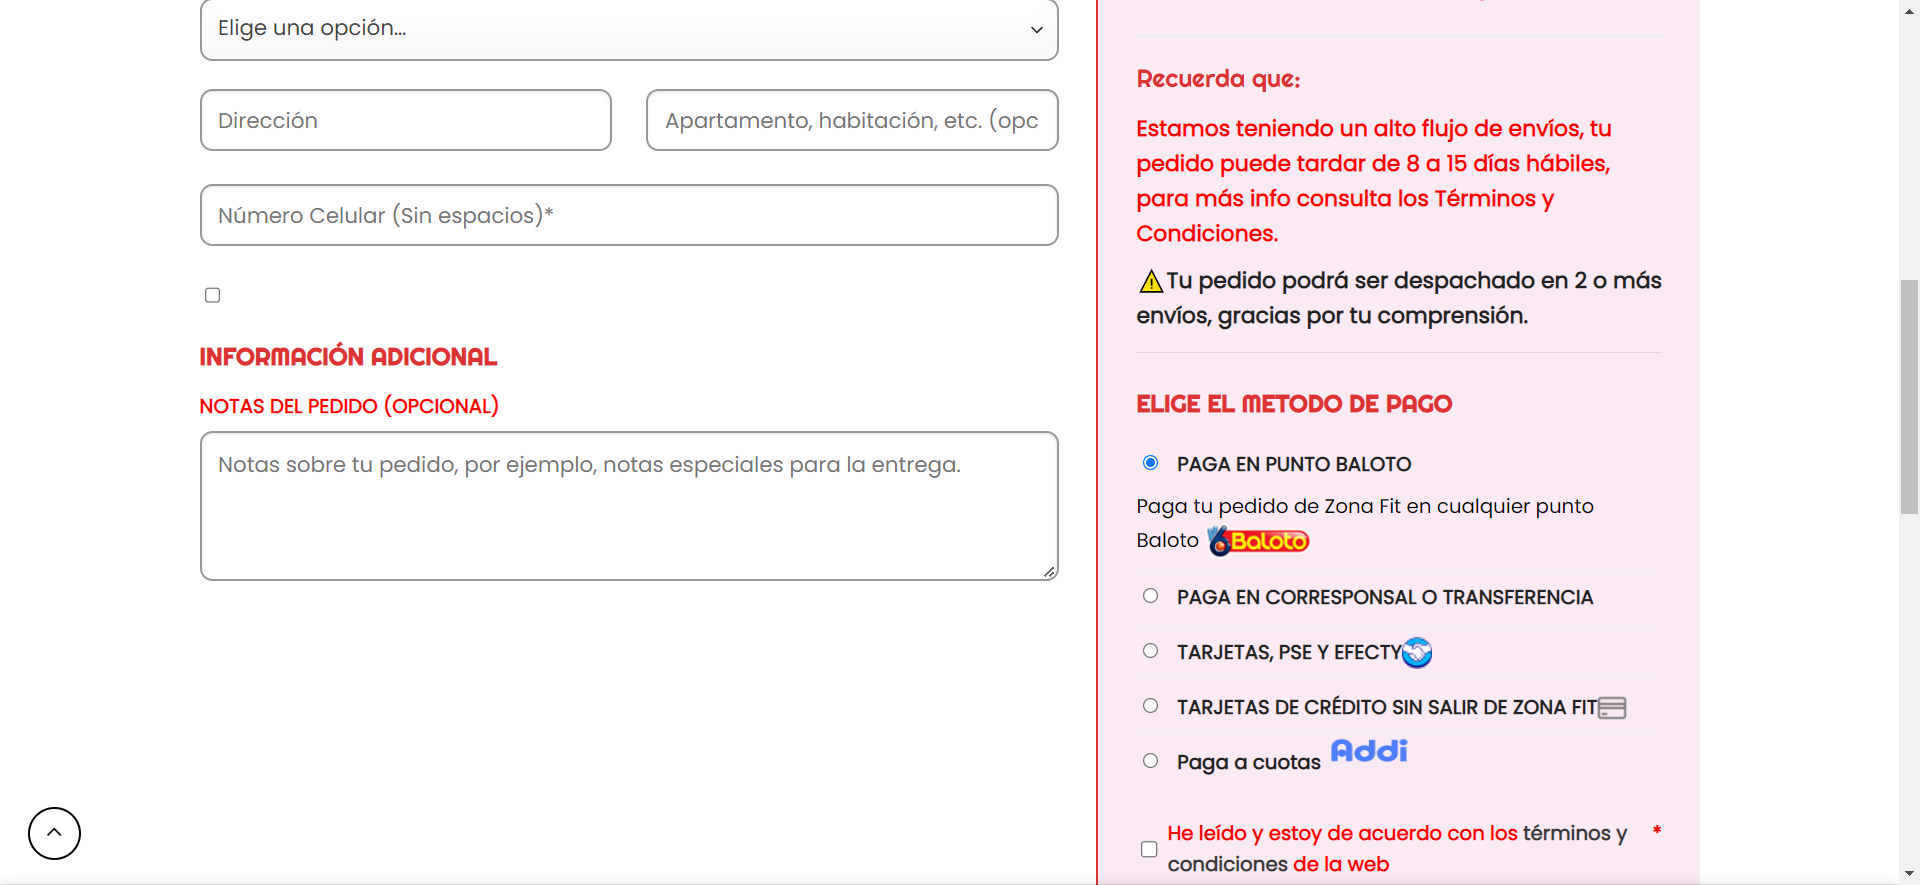 Elige una opción...
Dirección
Apartamento, habitación, etc. (opc
Número Celular (Sin espacios)*
INFORMACIÓN ADICIONAL
NOTAS DEL PEDIDO (OPCIONAL)
Notas sobre tu pedido, por ejemplo, notas especiales para la entrega.
Recuerda que:
Estamos teniendo un alto flujo de envíos, tu
pedido puede tardar de 8 a 15 días hábiles,
para más info consulta los Términos y
Condiciones.
⚠Tu pedido podrá ser despachado en 2 o más
envíos, gracias por tu comprensión.
ELIGE EL METODO DE PAGO
PAGA EN PUNTO BALOTO
Paga tu pedido de Zona Fit en cualquier punto
Baloto Baloto
PAGA EN CORRESPONSAL O TRANSFERENCIA
TARJETAS, PSE Y EFECTY
TARJETAS DE CRÉDITO SIN SALIR DE ZONA FIT
Paga a cuotas Addi
He leído y estoy de acuerdo con los términos y *
condiciones de la web